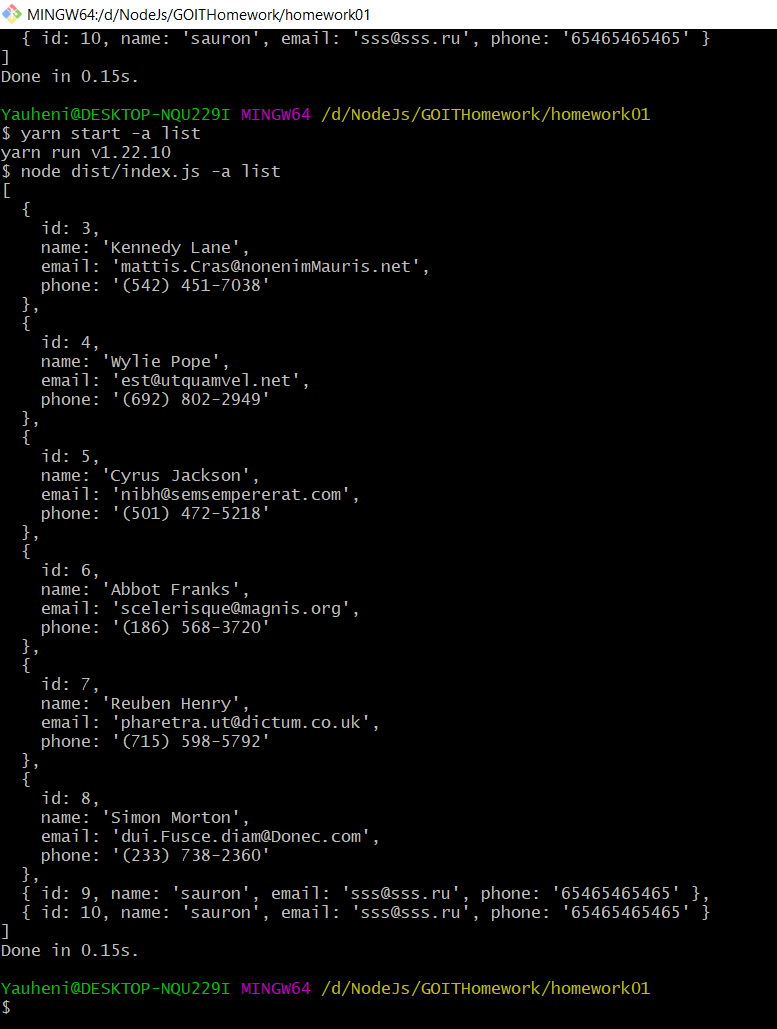 MINGW64:/d/NodeJs/GOITHomework/homework01
  { id: 10, name: 'sauron', email: 'sss@sss.ru', phone: '65465465465' }
]
Done in 0.15s.

Yauheni@DESKTOP-NQU229I MINGW64 /d/NodeJs/GOITHomework/homework01
$ yarn start -a list
yarn run v1.22.10
$ node dist/index.js -a list
[
  {
    id: 3,
    name: 'Kennedy Lane',
    email: 'mattis.Cras@nonenimMauris.net',
    phone: '(542) 451-7038'
  },
  {
    id: 4,
    name: 'Wylie Pope',
    email: 'est@utquamvel.net',
    phone: '(692) 802-2949'
  },
  {
    id: 5,
    name: 'Cyrus Jackson',
    email: 'nibh@semsempererat.com',
    phone: '(501) 472-5218'
  },
  {
    id: 6,
    name: 'Abbot Franks',
    email: 'scelerisque@magnis.org',
    phone: '(186) 568-3720'
  },
  {
    id: 7,
    name: 'Reuben Henry',
    email: 'pharetra.ut@dictum.co.uk',
    phone: '(715) 598-5792'
  },
  {
    id: 8,
    name: 'Simon Morton',
    email: 'dui.Fusce.diam@Donec.com',
    phone: '(233) 738-2360'
  },
  { id: 9, name: 'sauron', email: 'sss@sss.ru', phone: '65465465465' },
  { id: 10, name: 'sauron', email: 'sss@sss.ru', phone: '65465465465' }
]
Done in 0.15s.

Yauheni@DESKTOP-NQU229I MINGW64 /d/NodeJs/GOITHomework/homework01
$